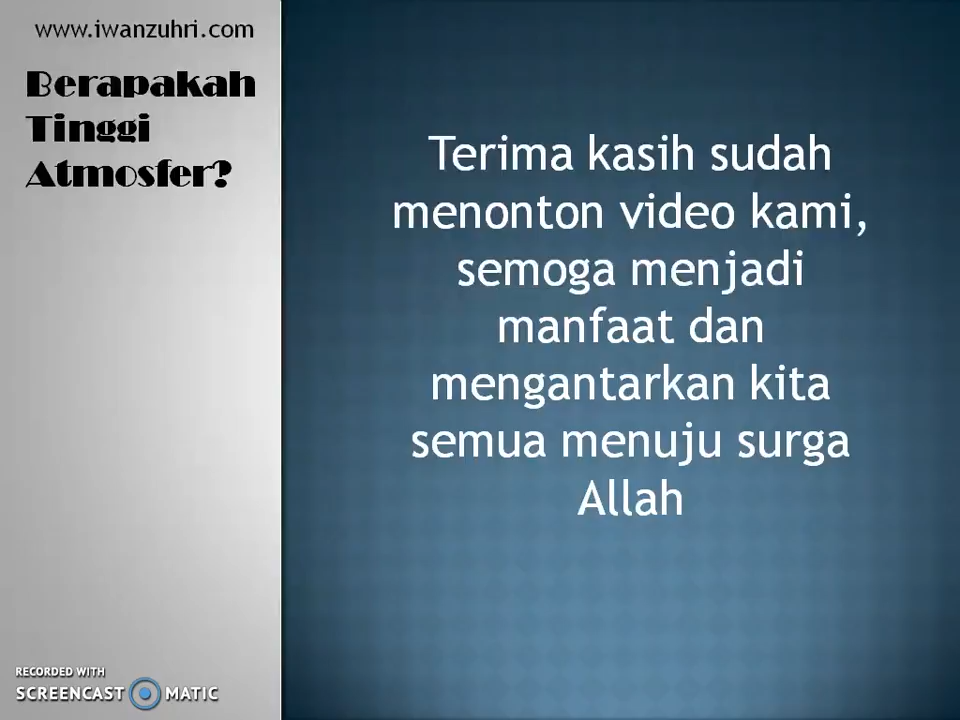 www.iwanzuhri.com
Berapakah
Tinggi
Atmosfer?
Terima kasih sudah
menonton video kami,
semoga menjadi
manfaat dan
mengantarkan kita
semua menuju surga
Allah
RECORDED WITH
SCREENCAST MATIC